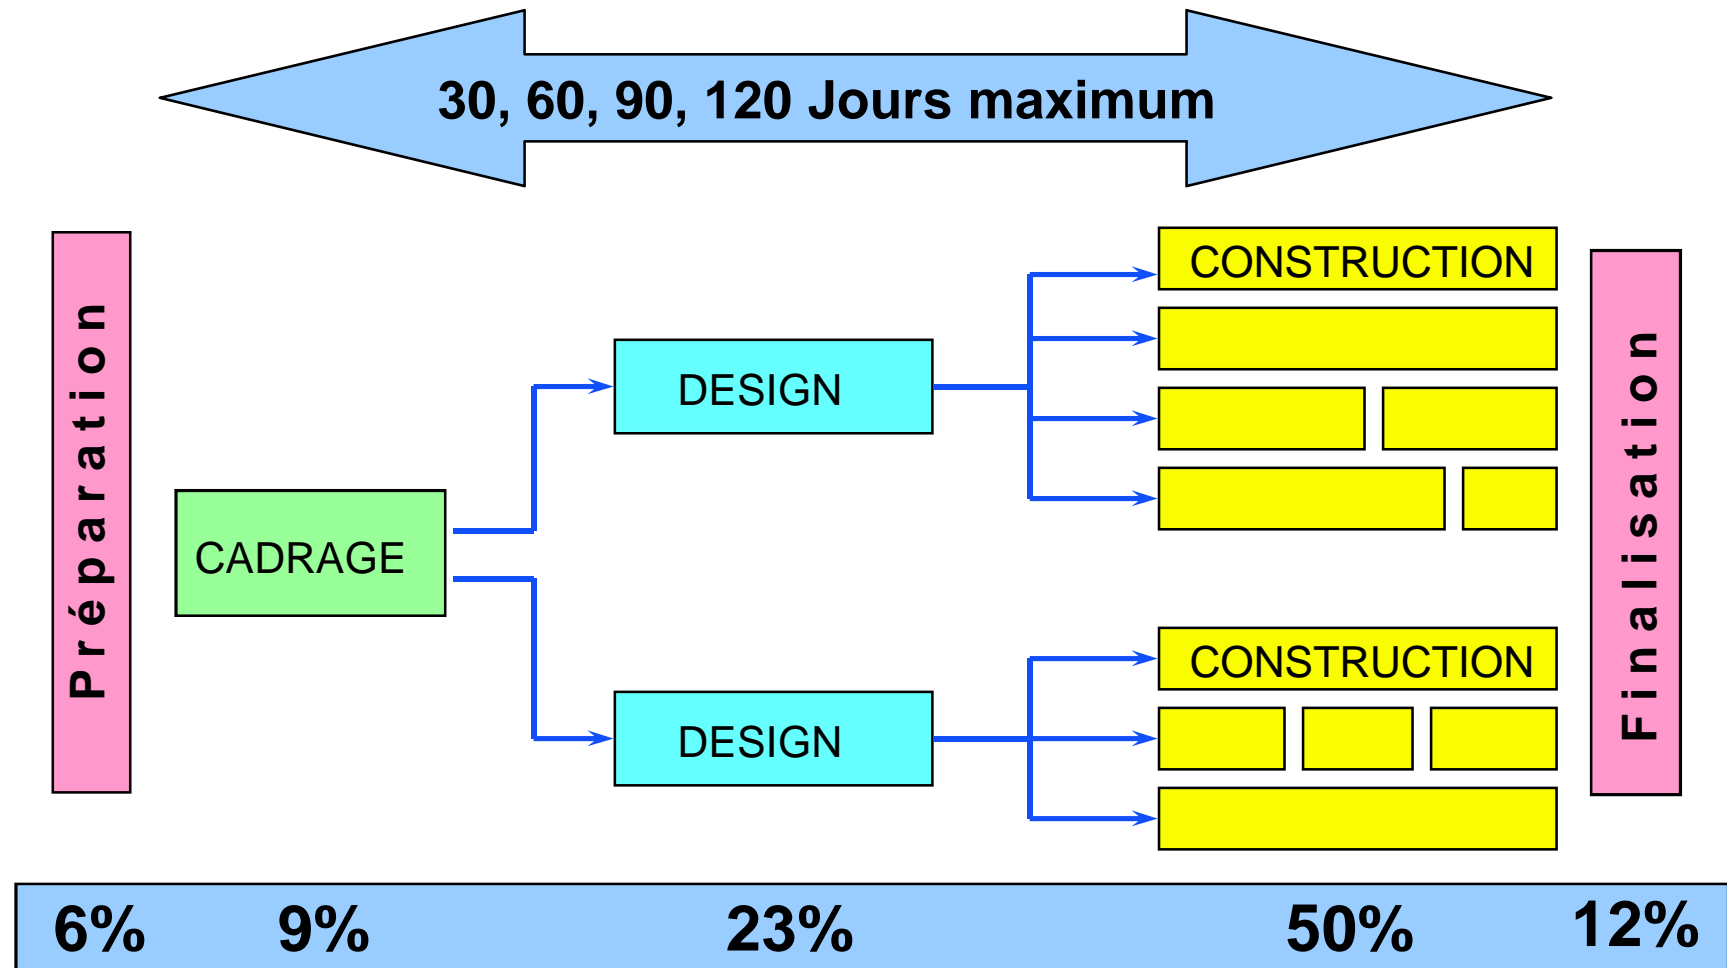 30, 60, 90, 120 Jours maximum
Préparation
CADRAGE
DESIGN
DESIGN
CONSTRUCTION
CONSTRUCTION
Finalisation
6%
9%
23%
50%
12%